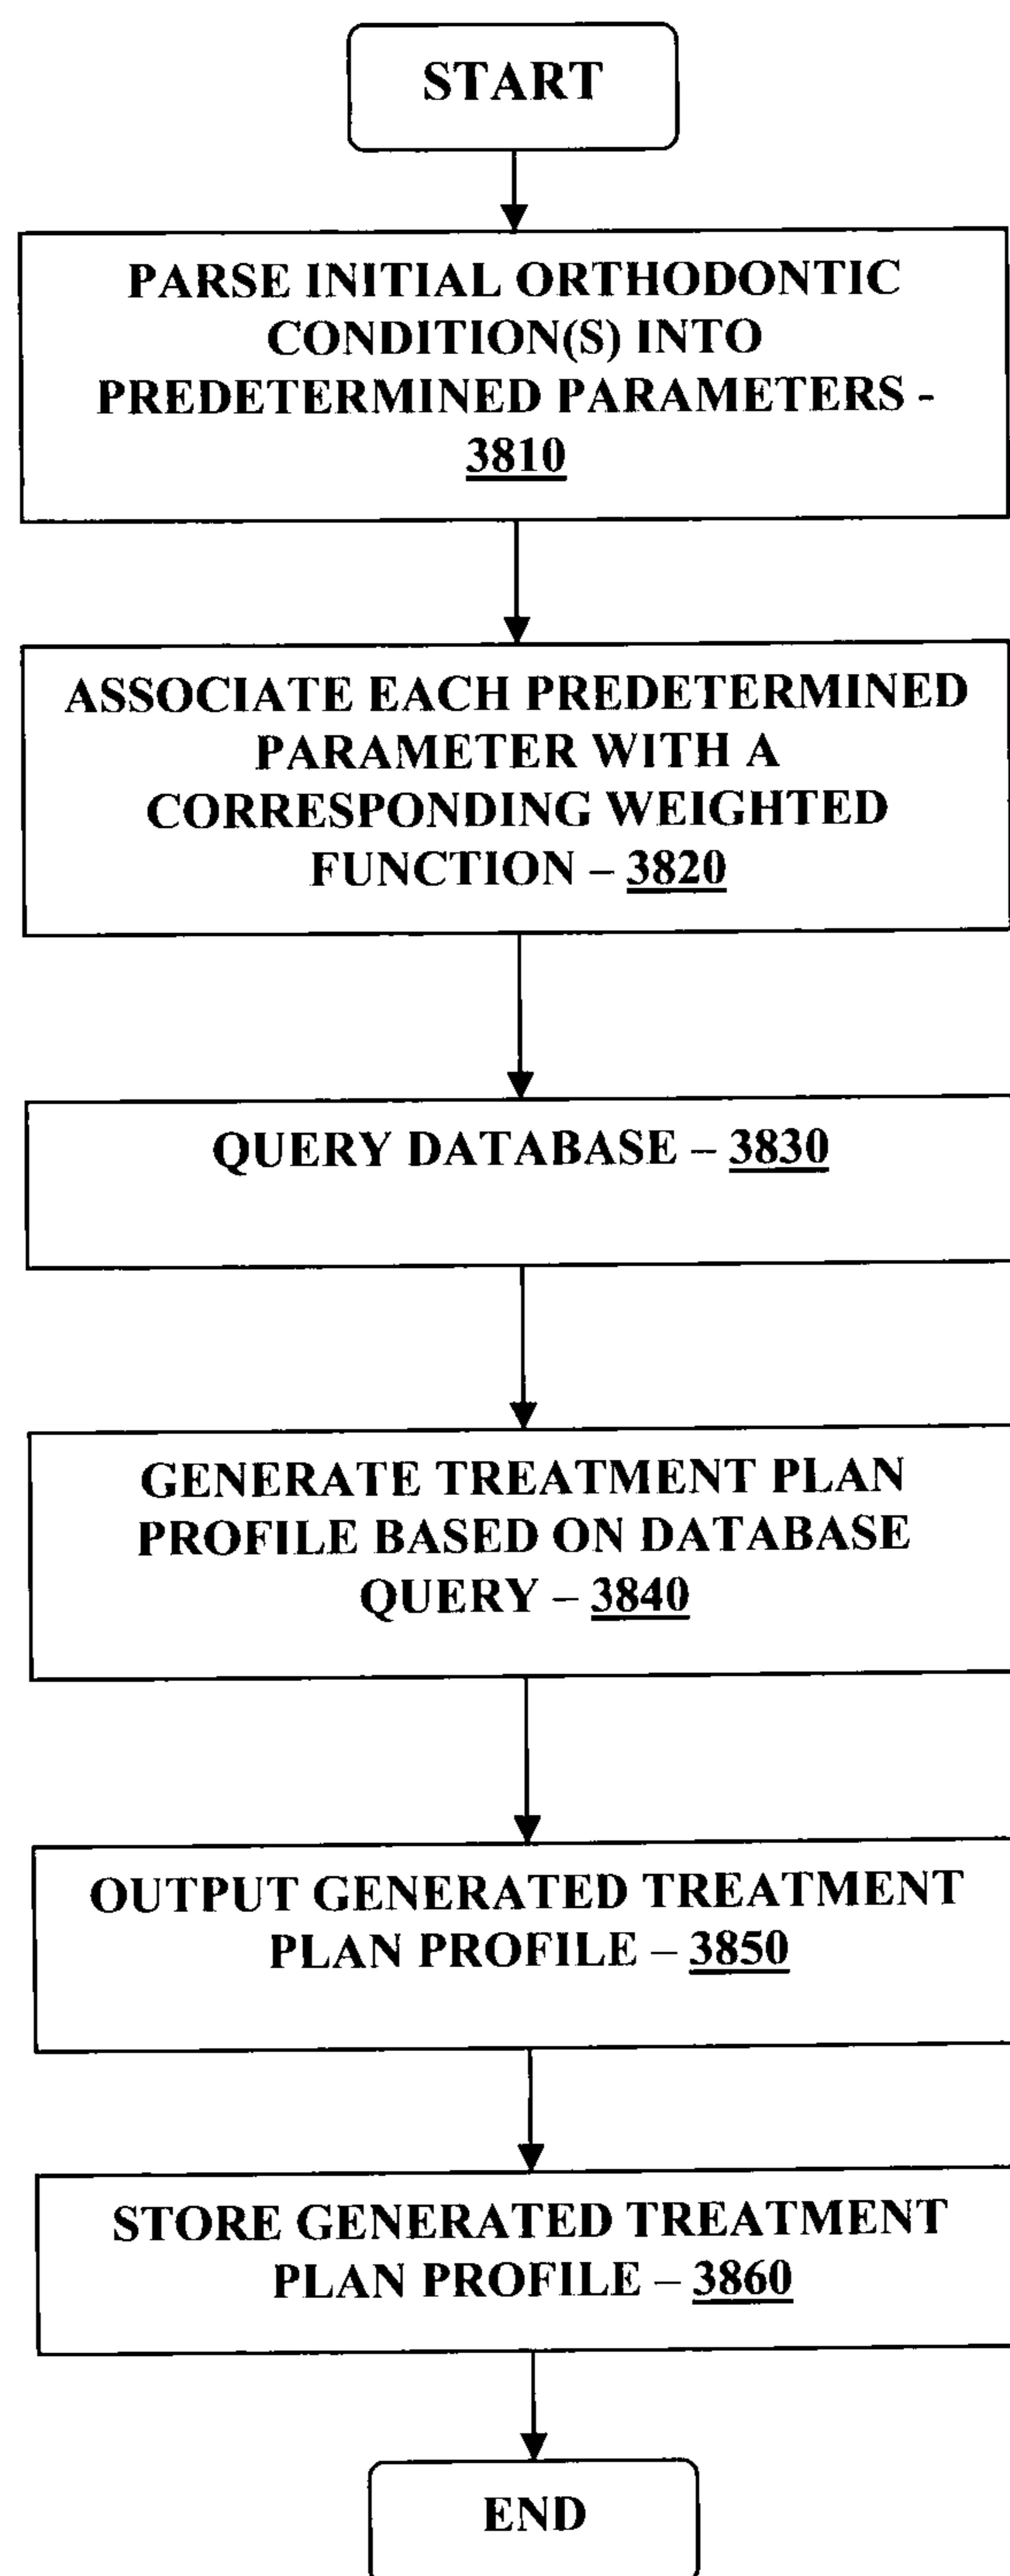 START
PARSE INITIAL ORTHODONTIC
CONDITION(S) INTO
PREDETERMINED PARAMETERS -
3810
ASSOCIATE EACH PREDETERMINED
PARAMETER WITH A
CORRESPONDING WEIGHTED
FUNCTION – 3820
QUERY DATABASE – 3830
GENERATE TREATMENT PLAN
PROFILE BASED ON DATABASE
QUERY – 3840
OUTPUT GENERATED TREATMENT
PLAN PROFILE – 3850
STORE GENERATED TREATMENT
PLAN PROFILE – 3860
END